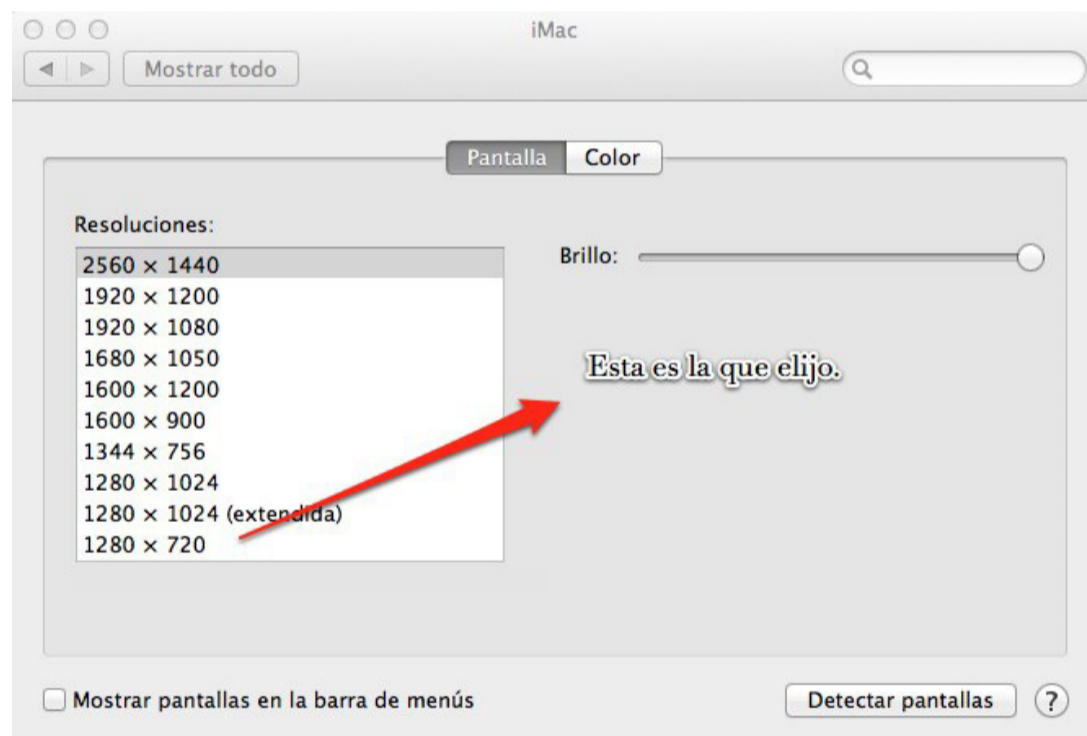 iMac
Mostrar todo
Pantalla Color
Resoluciones:
2560 × 1440
Brillo:
1920 × 1200
1920 × 1080
1680 × 1050
Esta es la que elijo.
1600 × 1200
1600 × 900
1344 × 756
1280 × 1024
1280 × 1024 (extendida)
1280 × 720
Mostrar pantallas en la barra de menús
Detectar pantallas ?